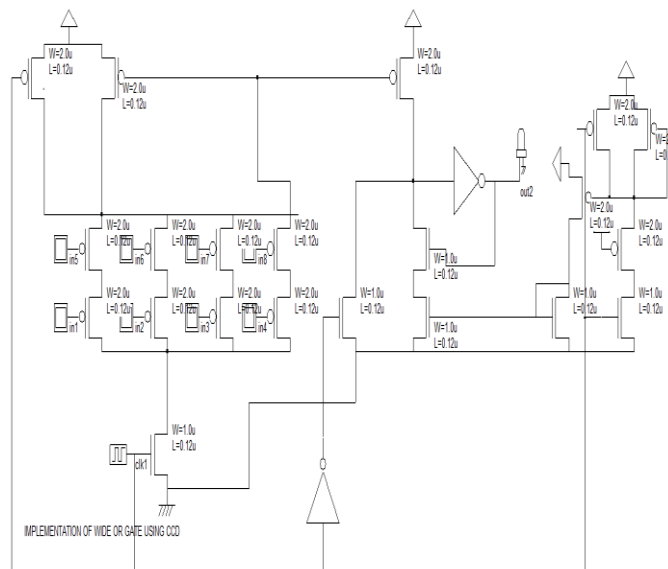 W=2.0u
L=0.12u
W=2.0u
L=0.12u
W=2.0u
L=0.12u
W=2.0u
L=0.12u
out2
W=2.0u
L=0.12u
W=2.0u
L=0.12u
W=2.0u
L=0.12u
W=2.0u
L=0.12u
W=2.0u
L=0.12u
in5
in6
in7
in8
W=1.0u
L=0.12u
W=2.0u
L=0.12u
W=2.0u
L=0.12u
W=2.0u
L=0.12u
W=2.0u
L=0.12u
in1
in2
in3
in4
W=1.0u
L=0.12u
W=1.0u
L=0.12u
W=1.0u
L=0.12u
W=1.0u
L=0.12u
W=1.0u
L=0.12u
clk1
IMPLEMENTATION OF WIDE OR GATE USING CCD